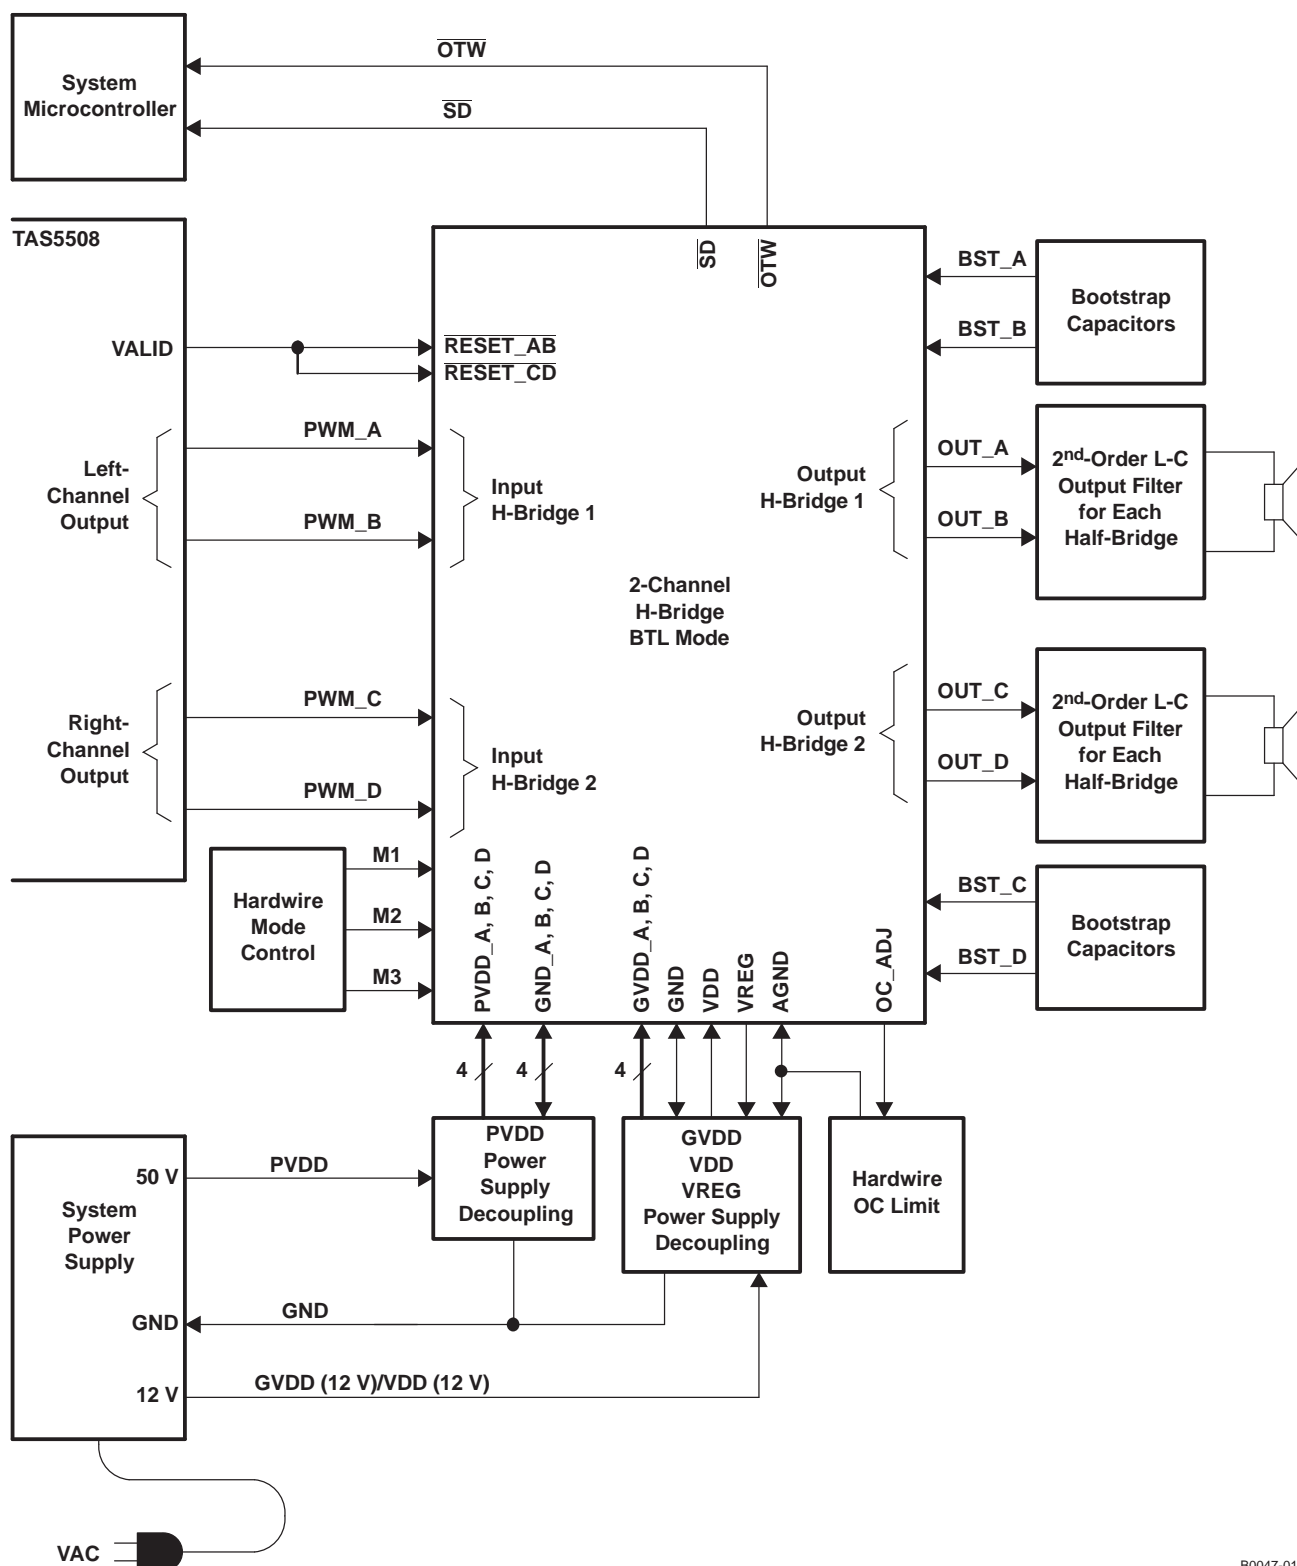 OTW
System
Microcontroller
SD
TAS5508
SD
OTW
BST_A
Bootstrap
Capacitors
BST_B
VALID
RESET_AB
RESET_CD
PWM_A
Left-
Channel
Output
PWM_B
Input
H-Bridge 1
Output
H-Bridge 1
OUT_A
OUT_B
2nd-Order L-C
Output Filter
for Each
Half-Bridge
2-Channel
H-Bridge
BTL Mode
PWM_C
Right-
Channel
Output
PWM_D
Input
H-Bridge 2
Output
H-Bridge 2
OUT_C
OUT_D
2nd-Order L-C
Output Filter
for Each
Half-Bridge
Hardwire
Mode
Control
M1
M2
M3
PVDD_A, B, C, D
GND_A, B, C, D
GVDD_A, B, C, D
GND
VDD
VREG
AGND
OC_ADJ
BST_C
BST_D
Bootstrap
Capacitors
4
4
4
PVDD
Power
Supply
Decoupling
GVDD
VDD
VREG
Power Supply
Decoupling
Hardwire
OC Limit
50 V
PVDD
System
Power
Supply
GND
GND
12 V
GVDD (12 V)/VDD (12 V)
VAC
B0047-01